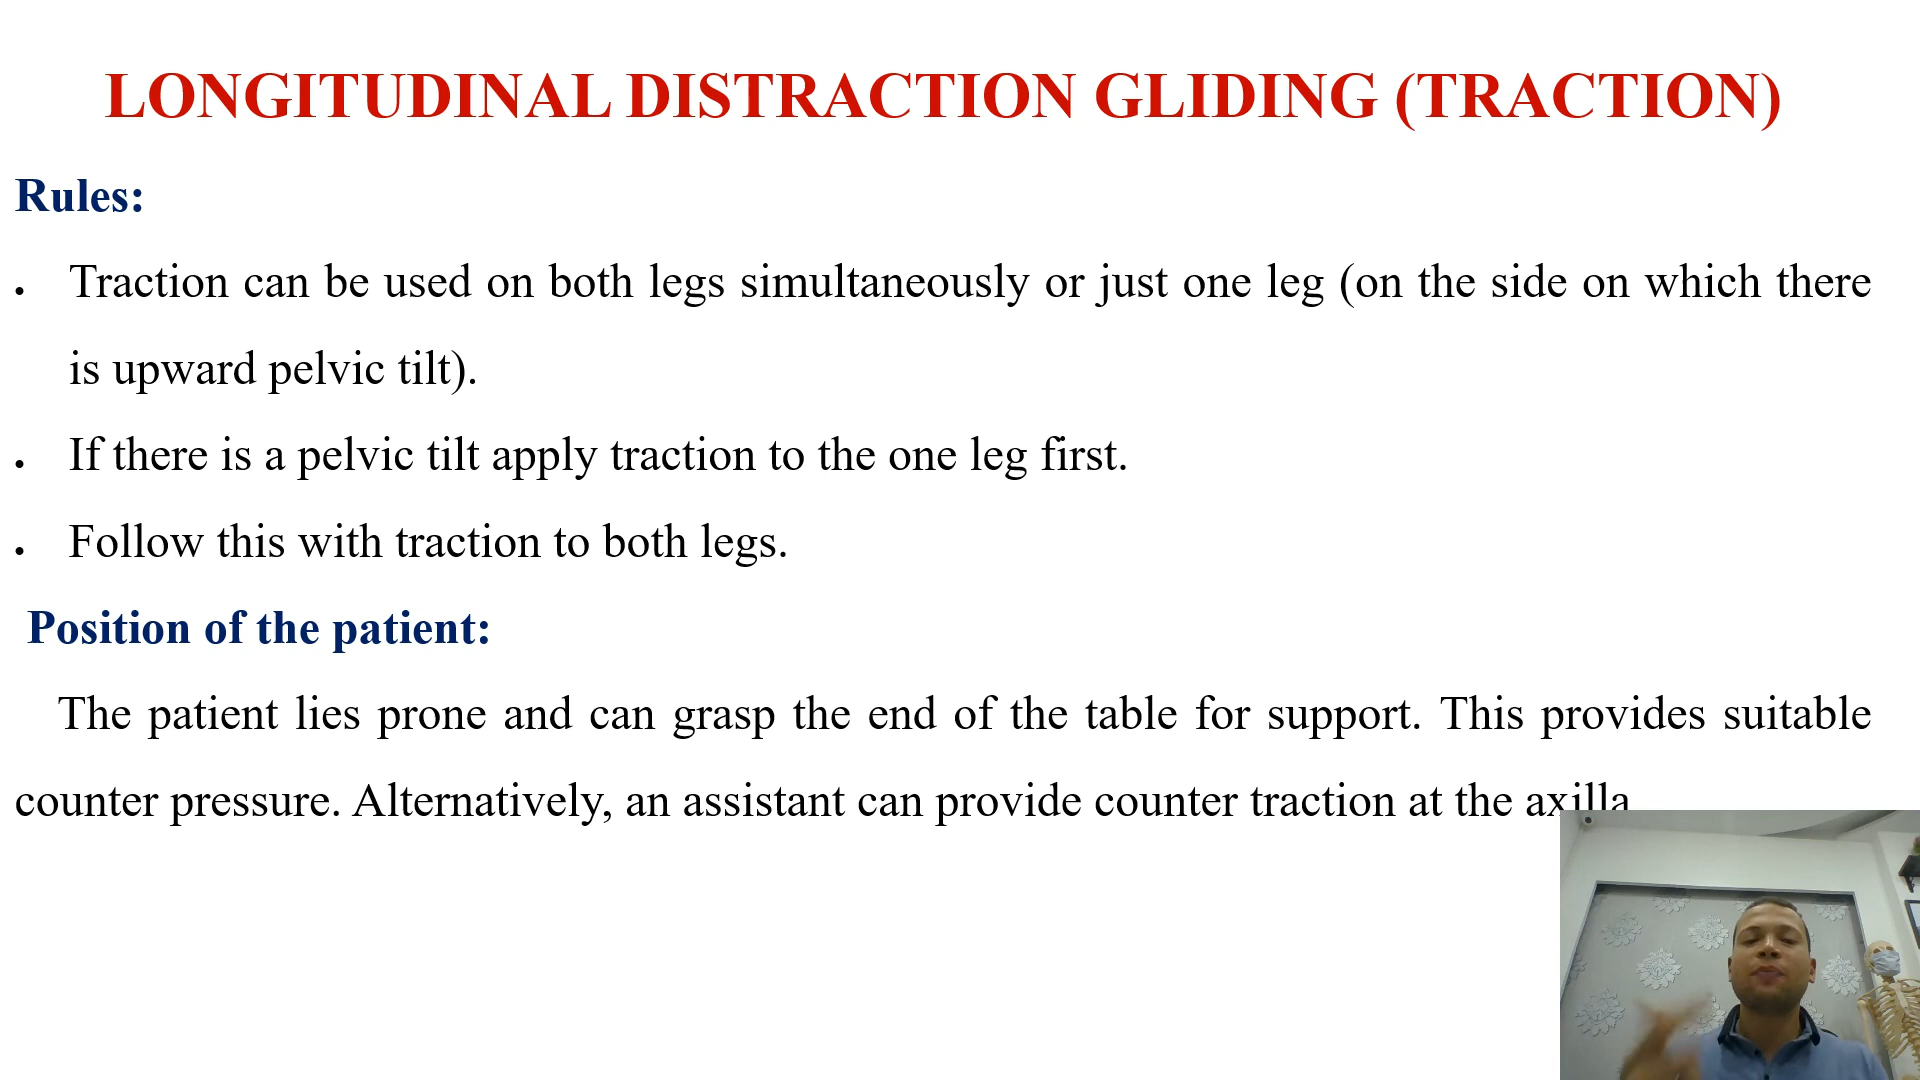 LONGITUDINAL DISTRACTION GLIDING (TRACTION)
Rules:
• Traction can be used on both legs simultaneously or just one leg (on the side on which there
is upward pelvic tilt).
• If there is a pelvic tilt apply traction to the one leg first.
• Follow this with traction to both legs.
Position of the patient:
The patient lies prone and can grasp the end of the table for support. This provides suitable
counter pressure. Alternatively, an assistant can provide counter traction at the axilla